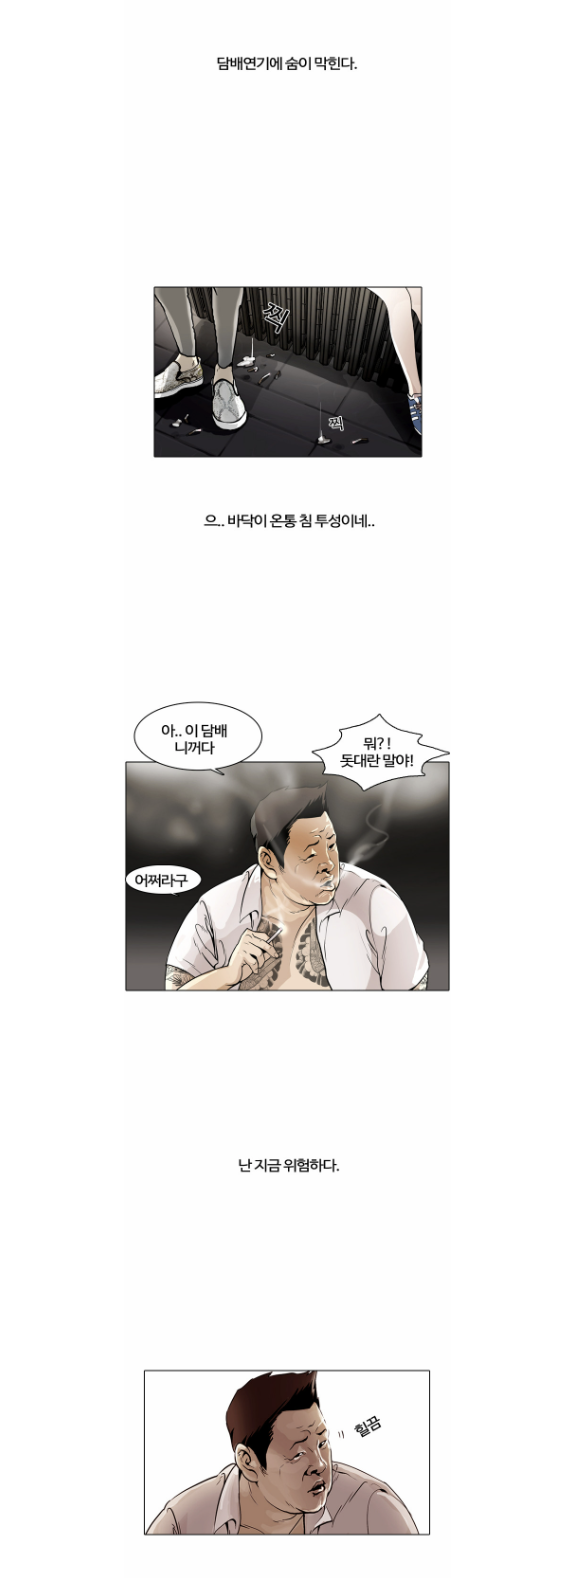 담배연기에 숨이 막힌다.
찍
찍
으.. 바닥이 온통 침 투성이네..
아.. 이 담배
니꺼다
뭐?!
돗대란 말야!
어쩌라구
난 지금 위험하다.
힐끔